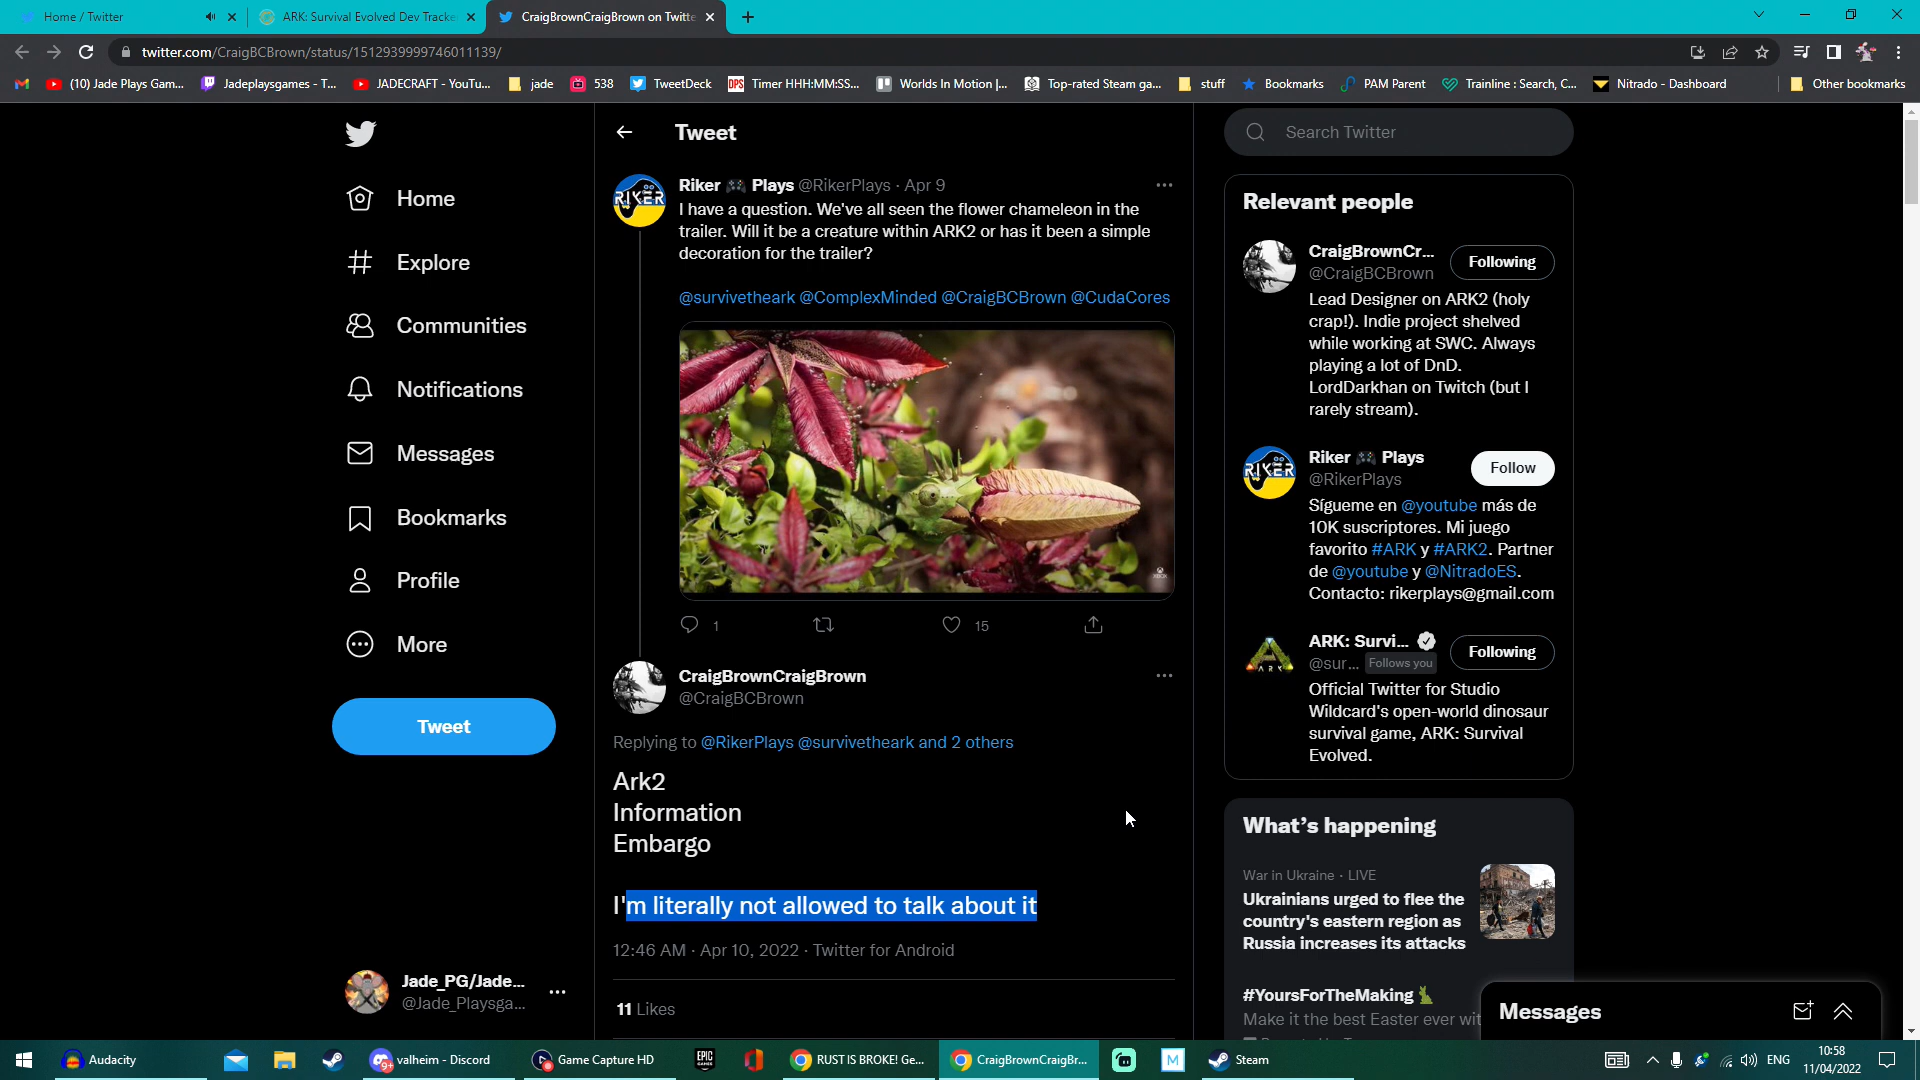 Home / Twitter
ARK: Survival Evolved Dev Tracke
CraigBrownCraigBrown on Twitte
twitter.com/CraigBCBrown/status/1512939999746011139/
(10) Jade Plays Gam...
Jadeplaysgames - T...
JADECRAFT - YouTu...
jade
538
TweetDeck
DPS
Timer HHH:MM:SS...
Worlds In Motion |...
Top-rated Steam ga...
stuff
Bookmarks
PAM Parent
Trainline : Search, C...
Nitrado - Dashboard
Other bookmarks
Home
Explore
Communities
Notifications
Messages
Bookmarks
Profile
More
Tweet
Jade_PG/Jade...
@Jade_Playsga...
Tweet
RIKER
Riker 🎮 Plays @RikerPlays · Apr 9
I have a question. We've all seen the flower chameleon in the
trailer. Will it be a creature within ARK2 or has it been a simple
decoration for the trailer?
@survivetheark @ComplexMinded @CraigBCBrown @CudaCores
XBOX
1
15
CraigBrownCraigBrown
@CraigBCBrown
Replying to @RikerPlays @survivetheark and 2 others
Ark2
Information
Embargo
I'm literally not allowed to talk about it
12:46 AM · Apr 10, 2022 · Twitter for Android
11 Likes
Search Twitter
Relevant people
CraigBrownCr...
@CraigBCBrown
Following
Lead Designer on ARK2 (holy
crap!). Indie project shelved
while working at SWC. Always
playing a lot of DnD.
LordDarkhan on Twitch (but I
rarely stream).
RIKER
Riker 🎮 Plays
@RikerPlays
Follow
Sígueme en @youtube más de
10K suscriptores. Mi juego
favorito #ARK y #ARK2. Partner
de @youtube y @NitradoES.
Contacto: rikerplays@gmail.com
ARK
ARK: Survi...
@sur... Follows you
Following
Official Twitter for Studio
Wildcard's open-world dinosaur
survival game, ARK: Survival
Evolved.
What's happening
War in Ukraine · LIVE
Ukrainians urged to flee the
country's eastern region as
Russia increases its attacks
#YoursForTheMaking
Make it the best Easter ever wit
Messages
Audacity
9+
valheim - Discord
Game Capture HD
EPIC
GAMES
RUST IS BROKE! Ge...
CraigBrownCraigBr...
M
Steam
ENG
10:58
11/04/2022